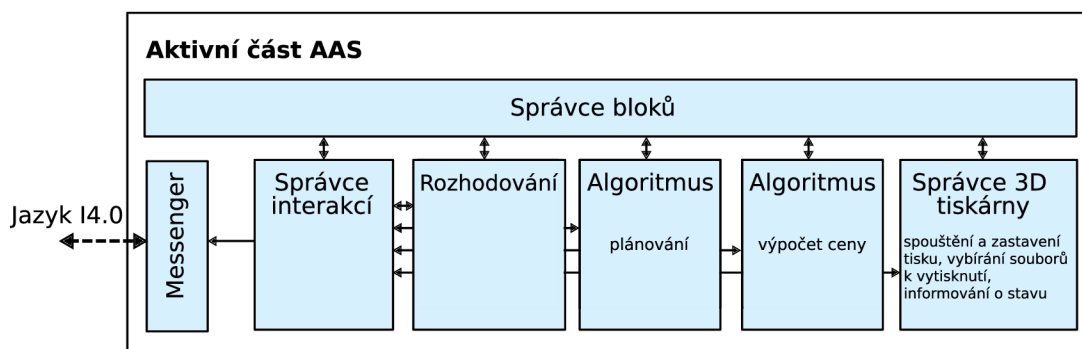 Aktivní část AAS
Správce bloků
Jazyk I4.0
Messenger
Správce
interakcí
Rozhodování
Algoritmus
plánování
Algoritmus
výpočet ceny
Správce 3D
tiskárny
spouštění a zastavení
tisku, vybírání souborů
k vytisknutí,
informování o stavu